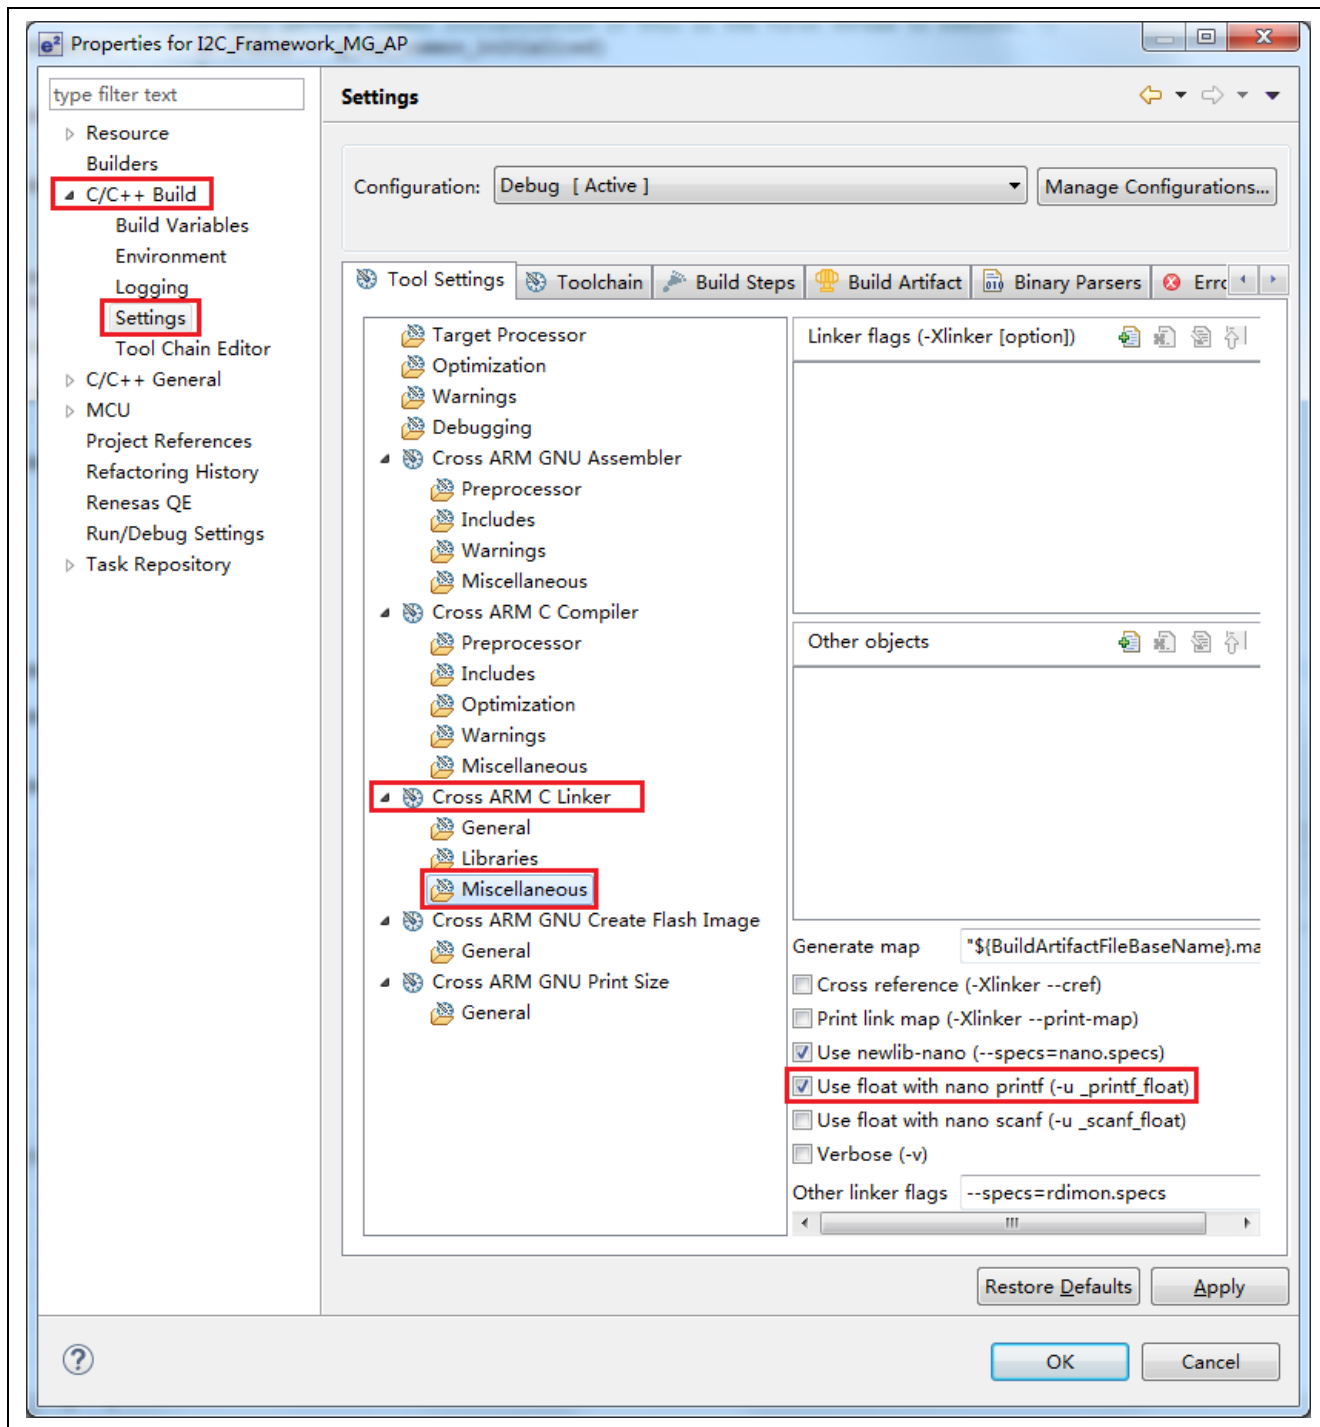 Properties for I2C_Framework_MG_AP
type filter text
Resource
Builders
C/C++ Build
Build Variables
Environment
Logging
Settings
Tool Chain Editor
C/C++ General
MCU
Project References
Refactoring History
Renesas QE
Run/Debug Settings
Task Repository
Settings
Configuration: Debug [ Active ] Manage Configurations...
Tool Settings Toolchain Build Steps Build Artifact Binary Parsers Errc
Target Processor
Optimization
Warnings
Debugging
Cross ARM GNU Assembler
Preprocessor
Includes
Warnings
Miscellaneous
Cross ARM C Compiler
Preprocessor
Includes
Optimization
Warnings
Miscellaneous
Cross ARM C Linker
General
Libraries
Miscellaneous
Cross ARM GNU Create Flash Image
General
Cross ARM GNU Print Size
General
Linker flags (-Xlinker [option])
Other objects
Generate map "${BuildArtifactFileBaseName}.ma
Cross reference (-Xlinker --cref)
Print link map (-Xlinker --print-map)
Use newlib-nano (--specs=nano.specs)
Use float with nano printf (-u _printf_float)
Use float with nano scanf (-u _scanf_float)
Verbose (-v)
Other linker flags --specs=rdimon.specs
Restore Defaults Apply
OK Cancel